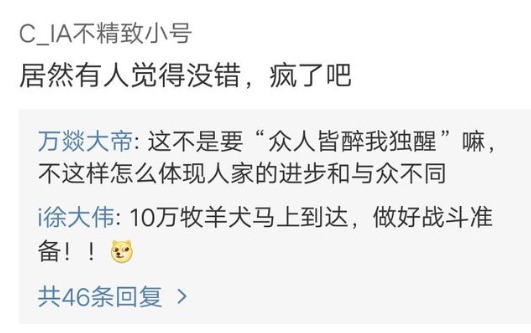 C_IA不精致小号
居然有人觉得没错，疯了吧
万燚大帝: 这不是要“众人皆醉我独醒”嘛，
不这样怎么体现人家的进步和与众不同
i徐大伟: 10万牧羊犬马上到达，做好战斗准
备！！
共46条回复 >